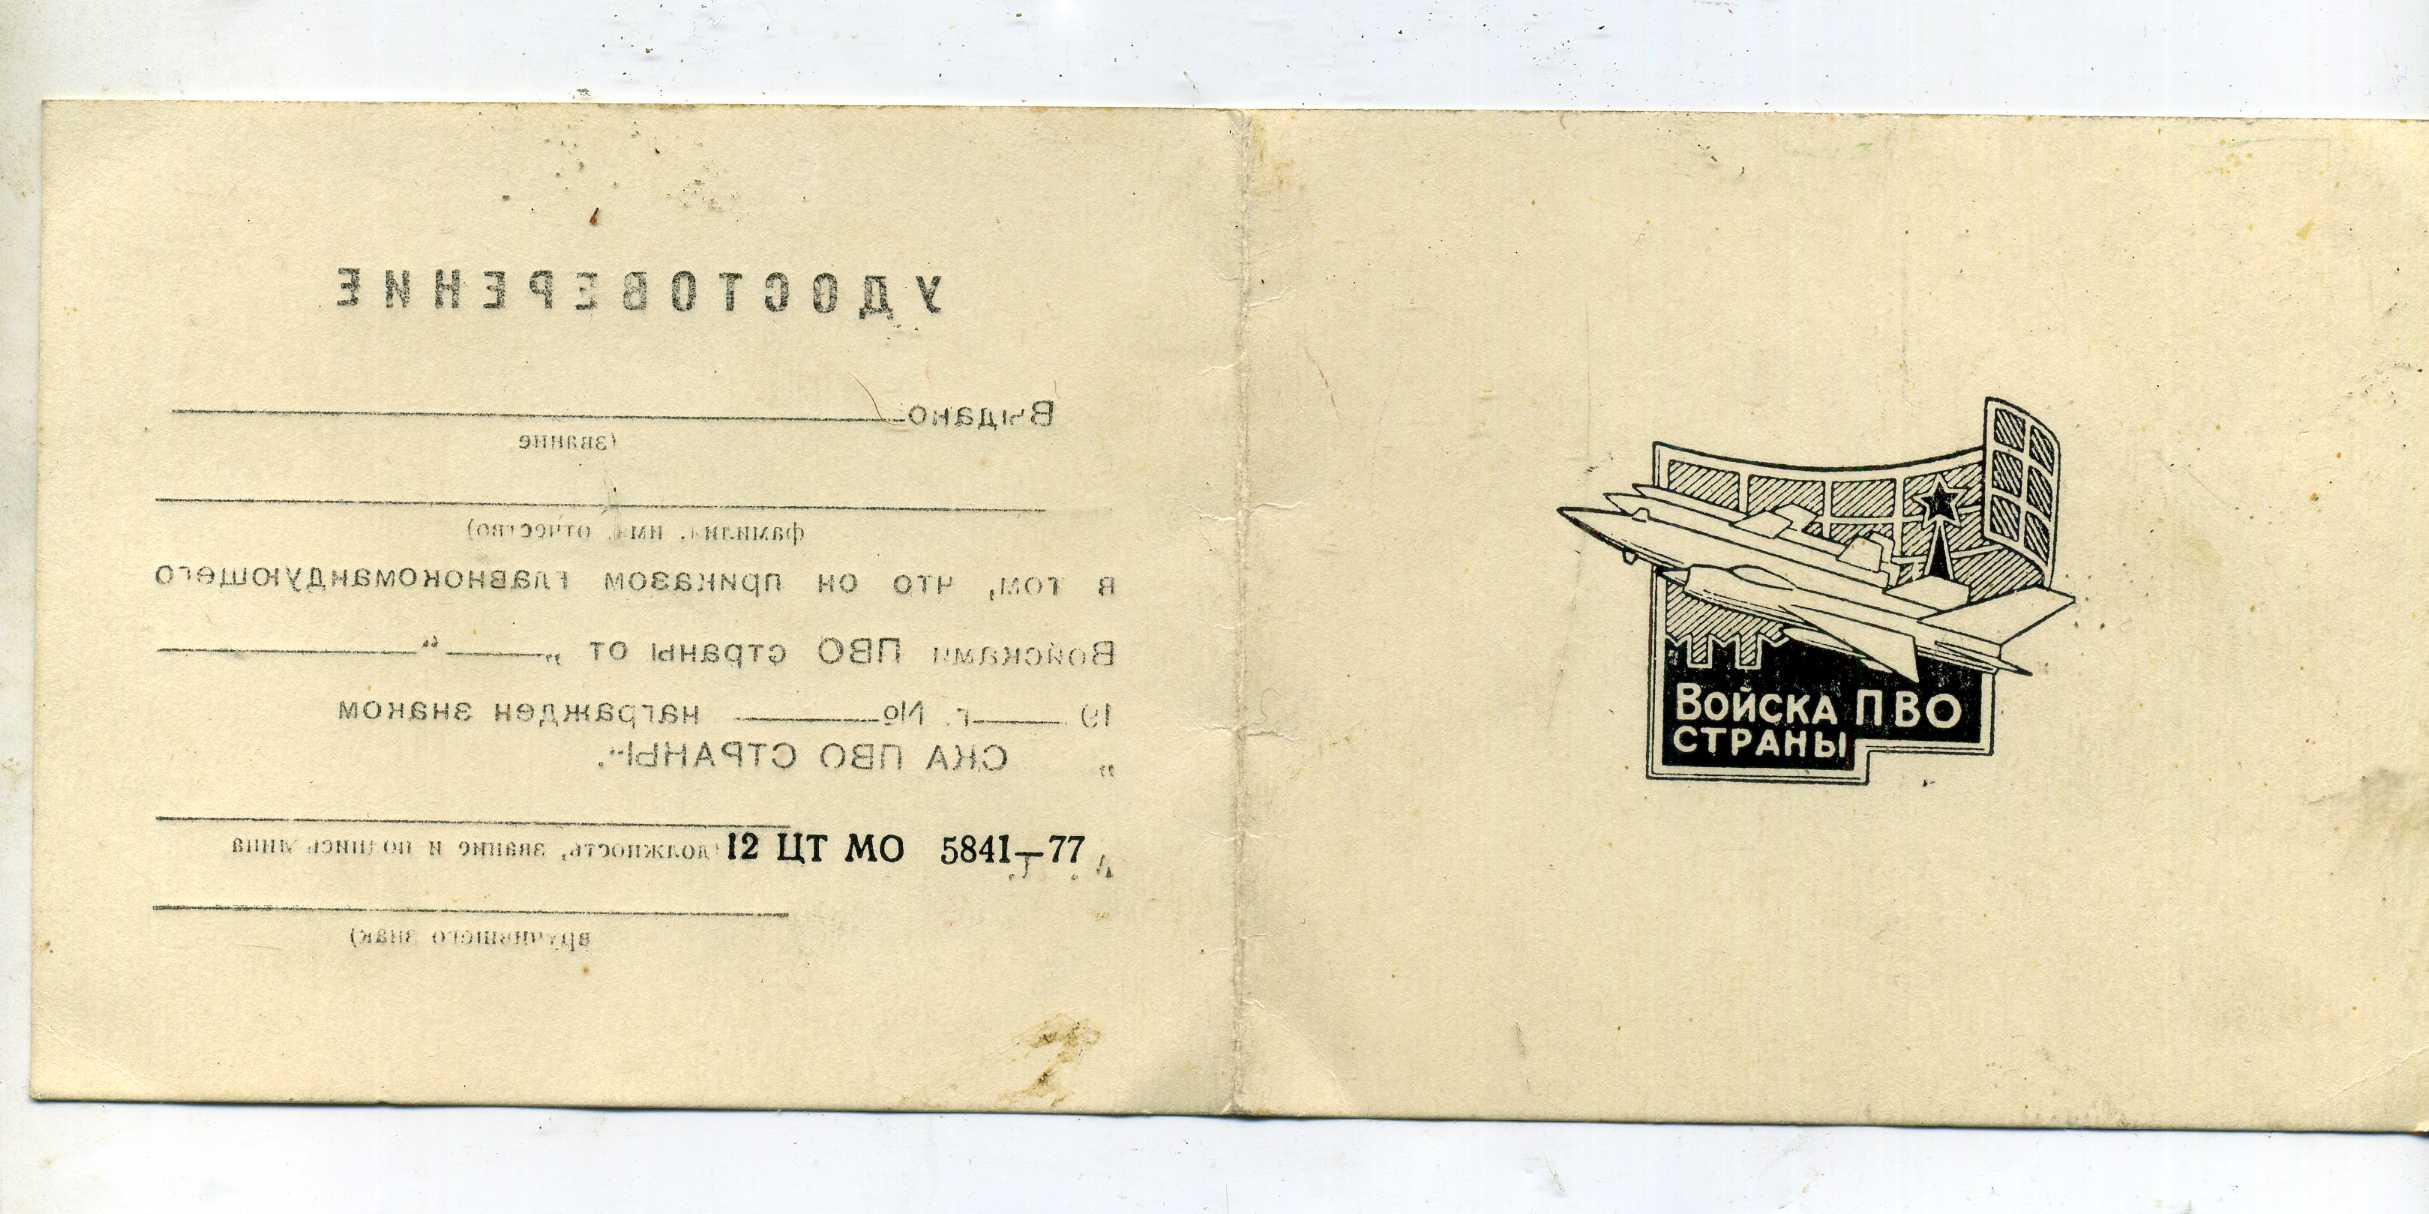 УДОСТОВЕРЕНИЕ
Выдано
(звание)
(фамилия, имя, отчество)
в том, что он приказом главнокомандующего
Войсками ПВО страны от „ “
19 г. № награжден знаком
„ СКА ПВО СТРАНЫ“.
(должность, звание и подпись лица
12 ЦТ МО 5841—77
вручившего знак)
ВОЙСКА ПВО
СТРАНЫ